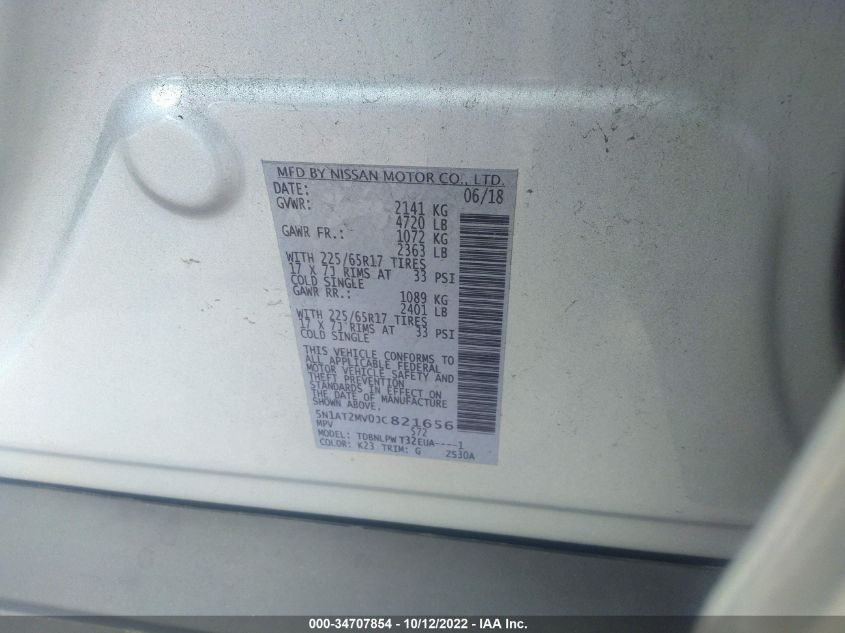 MFD BY NISSAN MOTOR CO., LTD.
DATE: 06/18
GVWR: 2141 KG
4720 LB
GAWR FR.: 1072 KG
2363 LB
WITH 225/65R17 TIRES
17 X 7J RIMS AT 33 PSI
COLD SINGLE
GAWR RR.: 1089 KG
2401 LB
WITH 225/65R17 TIRES
17 X 7J RIMS AT 33 PSI
COLD SINGLE
THIS VEHICLE CONFORMS TO
ALL APPLICABLE FEDERAL
MOTOR VEHICLE SAFETY AND
THEFT PREVENTION
STANDARDS IN EFFECT ON
THE DATE OF MANUFACTURE
SHOWN ABOVE.
5N1AT2MV0JC821656
MPV S72
MODEL: TDBNLPWT32EUA----1
COLOR: K23 TRIM: G 2S30A
000-34707854 - 10/12/2022 - IAA Inc.